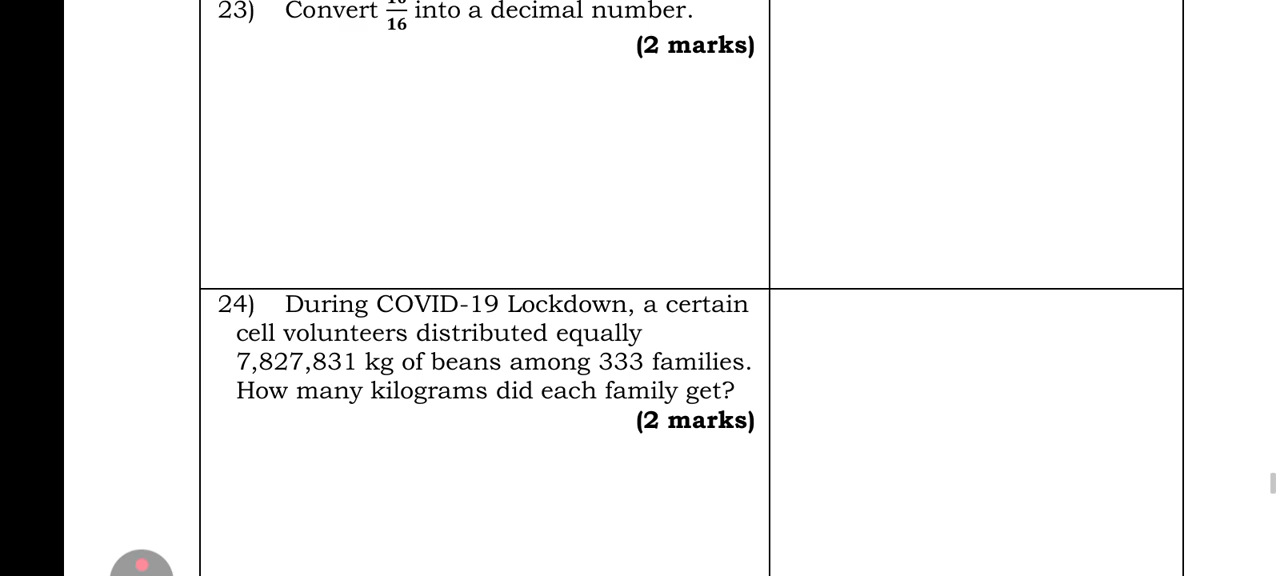 23) Convert /16 into a decimal number.
(2 marks)
24) During COVID-19 Lockdown, a certain
cell volunteers distributed equally
7,827,831 kg of beans among 333 families.
How many kilograms did each family get?
(2 marks)